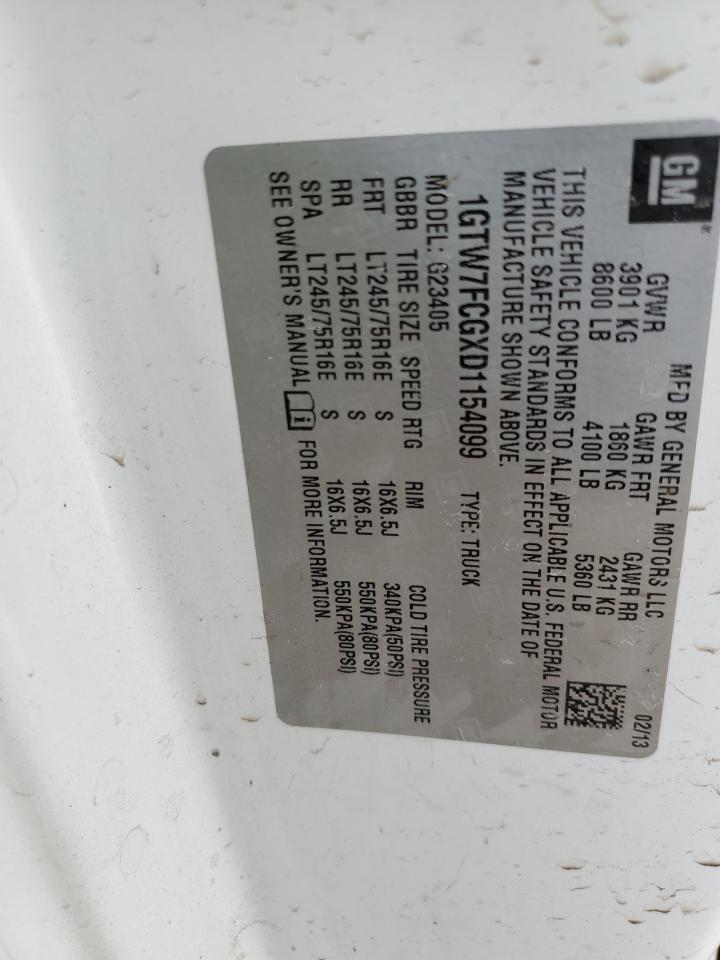 GM®
MFD BY GENERAL MOTORS LLC 02/13
GVWR GAWR FRT GAWR RR
3901 KG 1860 KG 2431 KG
8600 LB 4100 LB 5360 LB
THIS VEHICLE CONFORMS TO ALL APPLICABLE U.S. FEDERAL MOTOR
VEHICLE SAFETY STANDARDS IN EFFECT ON THE DATE OF
MANUFACTURE SHOWN ABOVE.
1GTW7FCGXD1154099 TYPE: TRUCK
MODEL: G23405
GBBR TIRE SIZE SPEED RTG RIM COLD TIRE PRESSURE
FRT LT245/75R16E S 16X6.5J 340KPA(50PSI)
RR LT245/75R16E S 16X6.5J 550KPA(80PSI)
SPA LT245/75R16E S 16X6.5J 550KPA(80PSI)
SEE OWNER'S MANUAL FOR MORE INFORMATION.